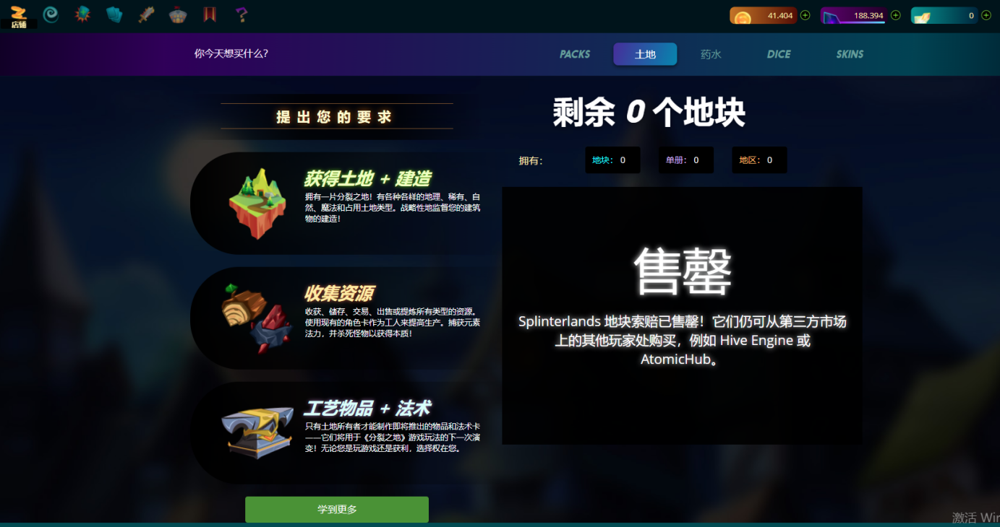 店铺
41.404
188.394
0
你今天想买什么?
PACKS
土地
药水
DICE
SKINS
提出您的要求
剩余 0 个地块
拥有:
地块: 0
单册: 0
地区: 0
获得土地 + 建造
拥有一片分裂之地！有各种各样的地理、稀有、自
然、魔法和占用土地类型。战略性地监督您的建筑
物的建造！
收集资源
收获、储存、交易、出售或提炼所有类型的资源。
使用现有的角色卡作为工人来提高生产。捕获元素
法力，并杀死怪物以获得本质！
工艺物品 + 法术
只有土地所有者才能制作即将推出的物品和法术卡
——它们将用于《分裂之地》游戏玩法的下一次演
变！无论您是玩游戏还是获利，选择权在您。
学到更多
售罄
Splinterlands 地块索赔已售罄！它们仍可从第三方市场
上的其他玩家处购买，例如 Hive Engine 或
AtomicHub。
激活 Win